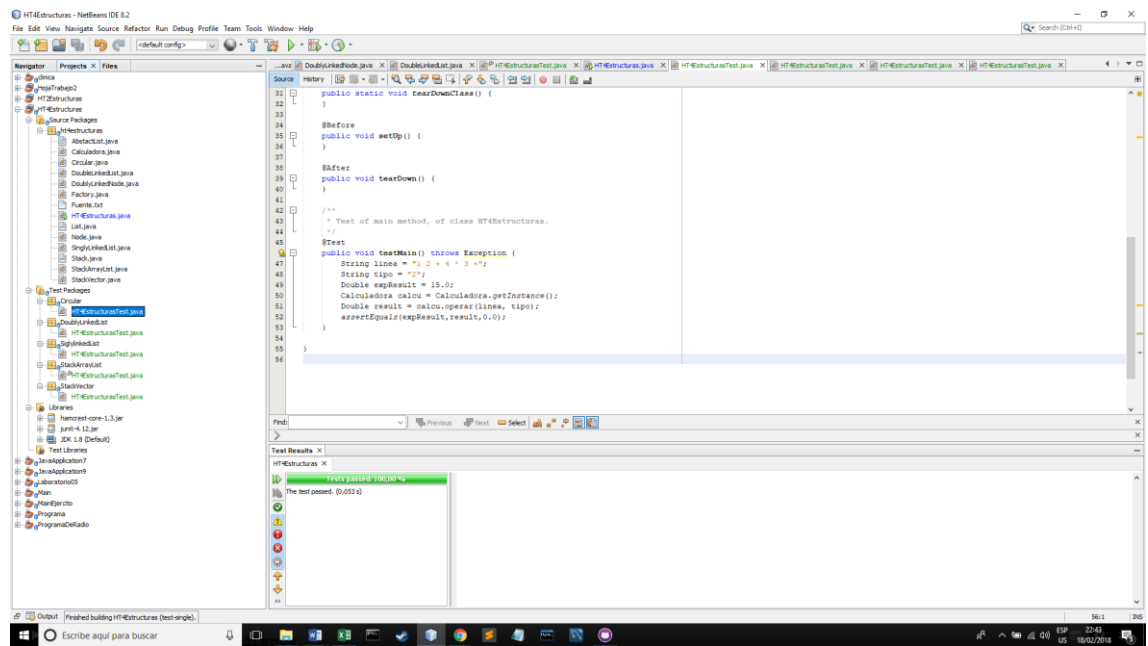 HT4Estructuras - NetBeans IDE 8.2
File Edit View Navigate Source Refactor Run Debug Profile Team Tools Window Help
Search (Ctrl+I)
<default config>
Navigator Projects × Files
...ava DoublyLinkedNode.java × DoubleLinkedList.java × HT4EstructurasTest.java × HT4Estructuras.java × HT4EstructurasTest.java × HT4EstructurasTest.java × HT4EstructurasTest.java × HT4EstructurasTest.java ×
Source History
clinica
HojaTrabajo2
HT2Estructuras
HT4Estructuras
Source Packages
ht4estructuras
AbstactList.java
Calculadora.java
Circular.java
DoubleLinkedList.java
DoublyLinkedNode.java
Factory.java
Fuente.txt
HT4Estructuras.java
List.java
Node.java
SinglyLinkedList.java
Stack.java
StackArrayList.java
StackVector.java
Test Packages
Circular
HT4EstructurasTest.java
DoublyLinkedList
HT4EstructurasTest.java
SiglylinkedList
HT4EstructurasTest.java
StackArrayList
HT4EstructurasTest.java
StackVector
HT4EstructurasTest.java
Libraries
hamcrest-core-1.3.jar
junit-4.12.jar
JDK 1.8 (Default)
Test Libraries
JavaApplication7
JavaApplication9
Laboratorio05
Main
MainEjercito
Programa
ProgramaDeRadio
31 public static void tearDownClass() {
32 }
33
34 @Before
35 public void setUp() {
36 }
37
38 @After
39 public void tearDown() {
40 }
41
42 /**
43 * Test of main method, of class HT4Estructuras.
44 */
45 @Test
public void testMain() throws Exception {
47 String linea = "1 2 + 4 * 3 +";
48 String tipo = "2";
49 Double expResult = 15.0;
50 Calculadora calcu = Calculadora.getInstance();
51 Double result = calcu.operar(linea, tipo);
52 assertEquals(expResult,result,0.0);
53 }
54
55 }
56
Find: Previous Next Select
Test Results ×
HT4Estructuras ×
Tests passed: 100,00 %
The test passed. (0,053 s)
Output Finished building HT4Estructuras (test-single).
56:1 INS
Escribe aquí para buscar
ESP 22:43
US 18/02/2018